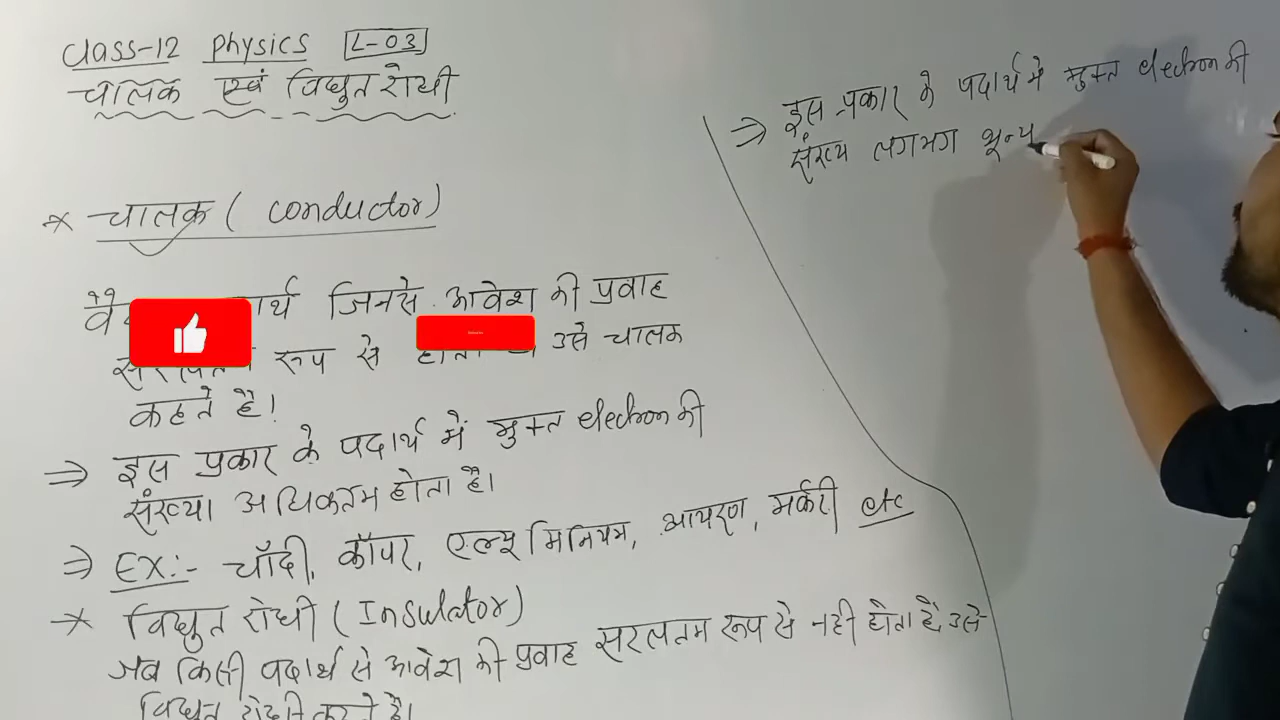 Class-12 Physics L-03
चालक एवं विद्युत रोधी
* चालक ( Conductor)
जिनसे आवेश की प्रवाह
रूप से उसे चालक
कहते है।
⇒ इस प्रकार के पदार्थ में मुक्त electron की
संख्या अधिकतम होता है।
⇒ EX:- चाँदी, कॉपर, एल्युमिनियम, आयरण, मर्करी etc
* विद्युत रोधी ( Insulator)
जब किसी पदार्थ से आवेश की प्रवाह सरलतम रूप से नही होता है, उसे
विद्युत रोधी कहते है।
⇒ इस प्रकार के पदार्थ में मुक्त electron की
संख्य लगभग शून्य